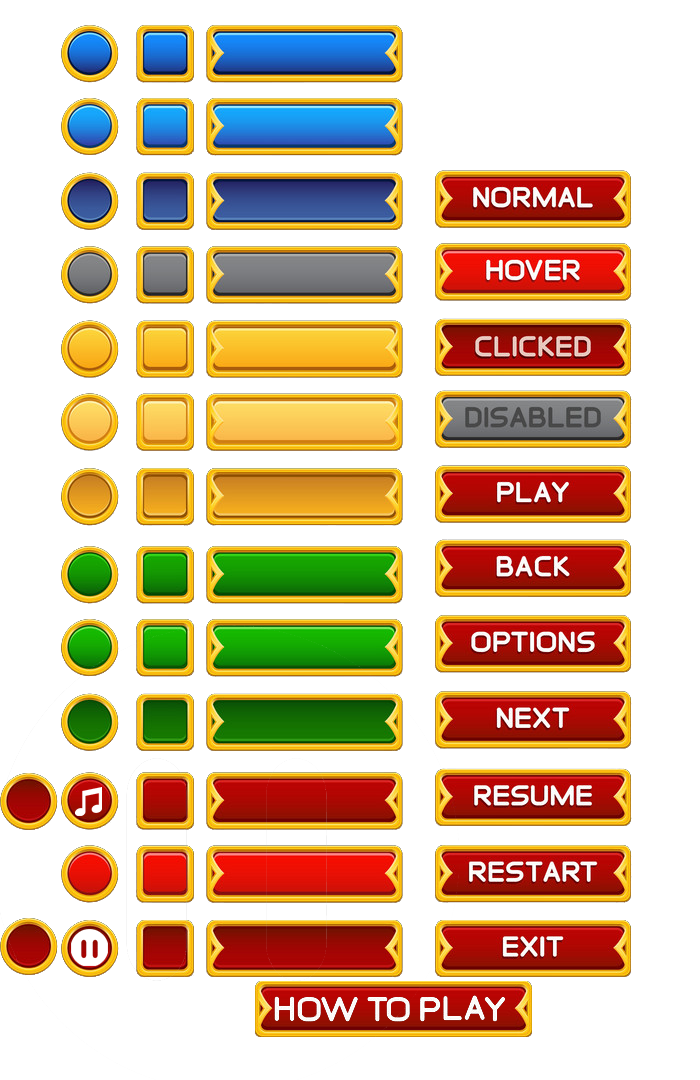 NORMAL
HOVER
CLICKED
DISABLED
PLAY
BACK
OPTIONS
NEXT
RESUME
RESTART
EXIT
HOW TO PLAY